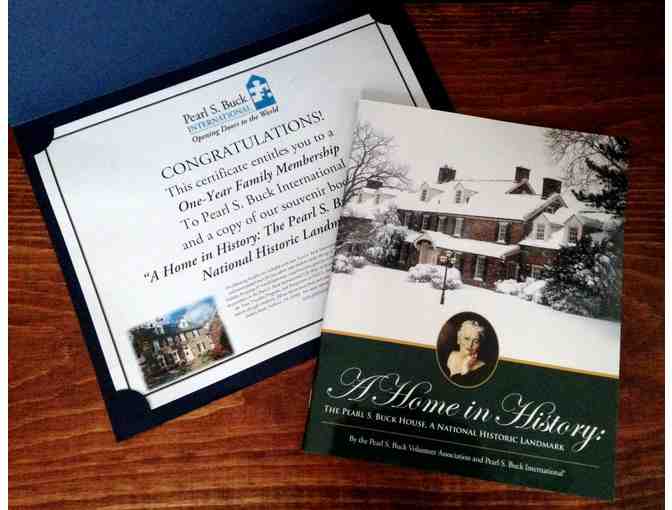 Pearl S. Buck
INTERNATIONAL
Opening Doors to the World
CONGRATULATIONS!
This certificate entitles you to a
One-Year Family Membership
To Pearl S. Buck International
and a copy of our souvenir
"A Home in History: The Pearl S.
National Historic
A Home in History:
THE PEARL S. BUCK HOUSE, A NATIONAL HISTORIC LANDMARK
By the Pearl S. Buck Volunteer Association and Pearl S. Buck International®